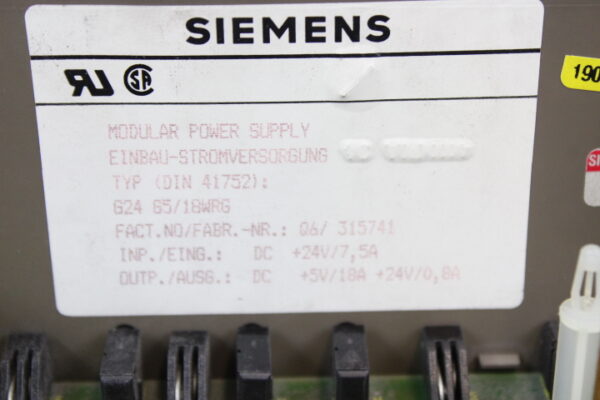 SIEMENS
MODULAR POWER SUPPLY
EINBAU-STROMVERSORGUNG
TYP (DIN 41752):
G24 G5/18WRG
FACT.NO/FABR.-NR.: Q6/ 315741
INP./EING.: DC +24V/7,5A
OUTP./AUSG.: DC +5V/18A +24V/0,8A
190
SI